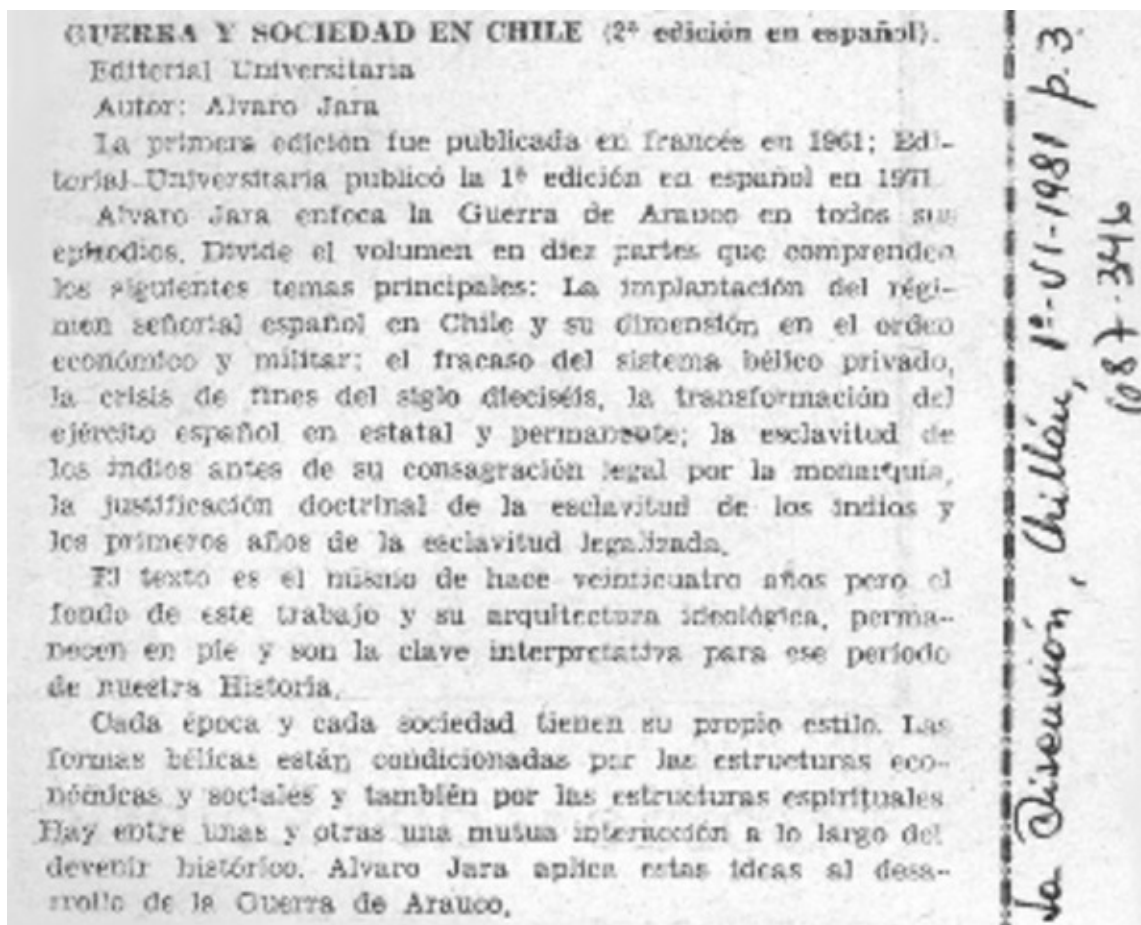 GUERRA Y SOCIEDAD EN CHILE (2ª edición en español).
Editorial Universitaria
Autor: Alvaro Jara
La primera edición fue publicada en francés en 1961; Edi-
torial Universitaria publicó la 1ª edición en español en 1971
Alvaro Jara enfoca la Guerra de Arauco en todos sus
episodios. Divide el volumen en diez partes que comprenden
los siguientes temas principales: La implantación del régi-
men señorial español en Chile y su dimensión en el orden
económico y militar; el fracaso del sistema bélico privado,
la crisis de fines del siglo dieciséis, la transformación del
ejército español en estatal y permanente; la esclavitud de
los indios antes de su consagración legal por la monarquía,
la justificación doctrinal de la esclavitud de los indios y
los primeros años de la esclavitud legalizada.
El texto es el mismo de hace veinticuatro años pero el
fondo de este trabajo y su arquitectura ideológica, perma-
necen en pie y son la clave interpretativa para ese período
de nuestra Historia.
Cada época y cada sociedad tienen su propio estilo. Las
formas bélicas están condicionadas por las estructuras eco-
nómicas y sociales y también por las estructuras espirituales
Hay entre unas y otras una mutua interacción a lo largo del
devenir histórico. Alvaro Jara aplica estas ideas al desa-
rrollo de la Guerra de Arauco.
La Discusión, Chillán, 1º-VI-1981 p.3
687-346